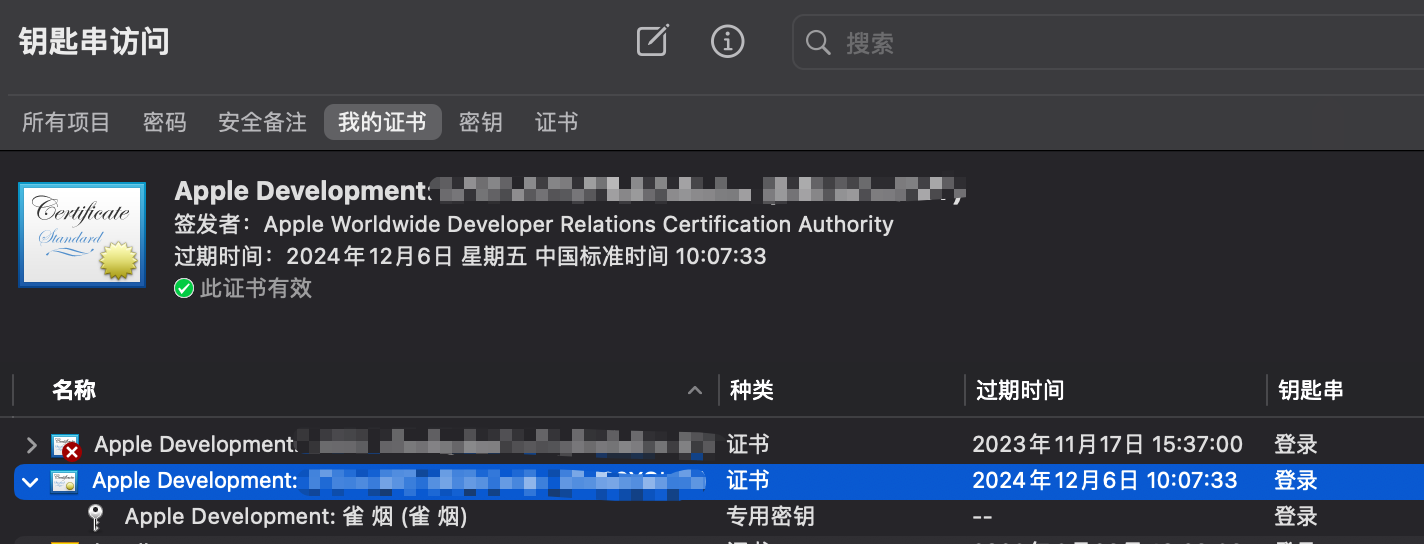 钥匙串访问
搜索
所有项目 密码 安全备注 我的证书 密钥 证书
Certificate
Standard
Apple Development:
签发者：Apple Worldwide Developer Relations Certification Authority
过期时间：2024年12月6日 星期五 中国标准时间 10:07:33
此证书有效
名称 种类 过期时间 钥匙串
Apple Development: 证书 2023年11月17日 15:37:00 登录
Apple Development: 证书 2024年12月6日 10:07:33 登录
Apple Development: 雀 烟 (雀 烟) 专用密钥 -- 登录